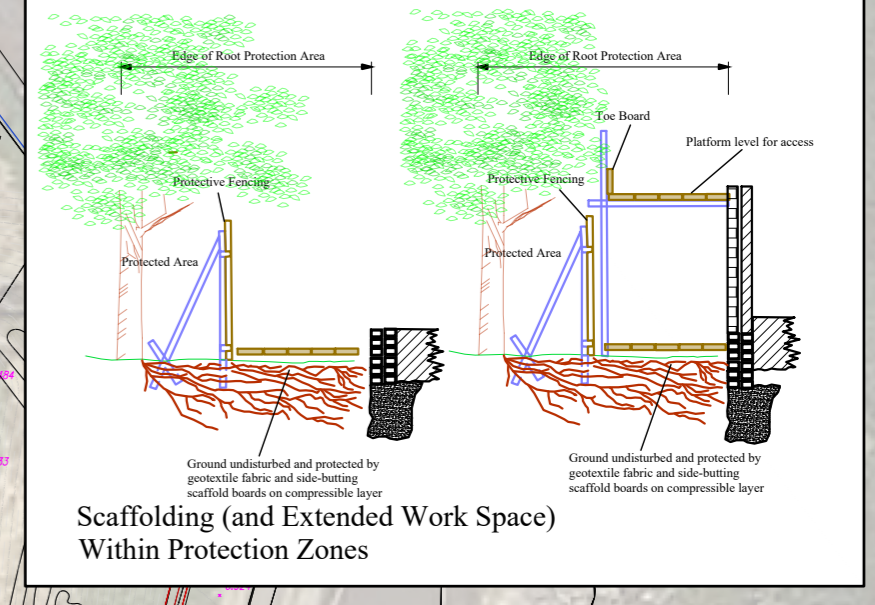 Edge of Root Protection Area
Protective Fencing
Protected Area
Ground undisturbed and protected by
geotextile fabric and side-butting
scaffold boards on compressible layer
Edge of Root Protection Area
Toe Board
Platform level for access
Protective Fencing
Protected Area
Ground undisturbed and protected by
geotextile fabric and side-butting
scaffold boards on compressible layer
Scaffolding (and Extended Work Space)
Within Protection Zones